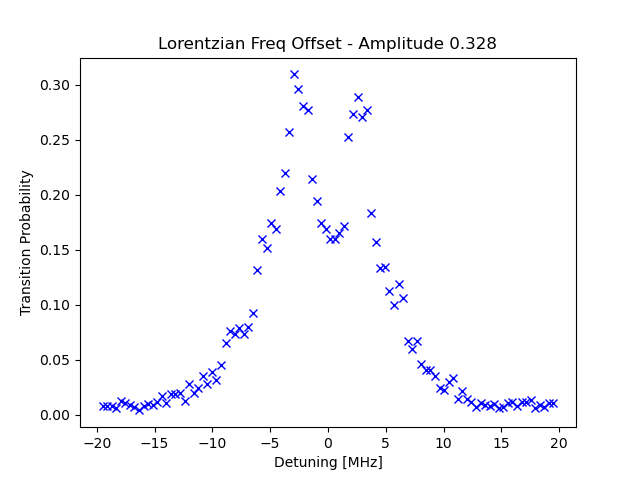 Lorentzian Freq Offset - Amplitude 0.328
0.30
0.25
0.20
0.15
0.10
0.05
0.00
Transition Probability
−20 −15 −10 −5 0 5 10 15 20
Detuning [MHz]